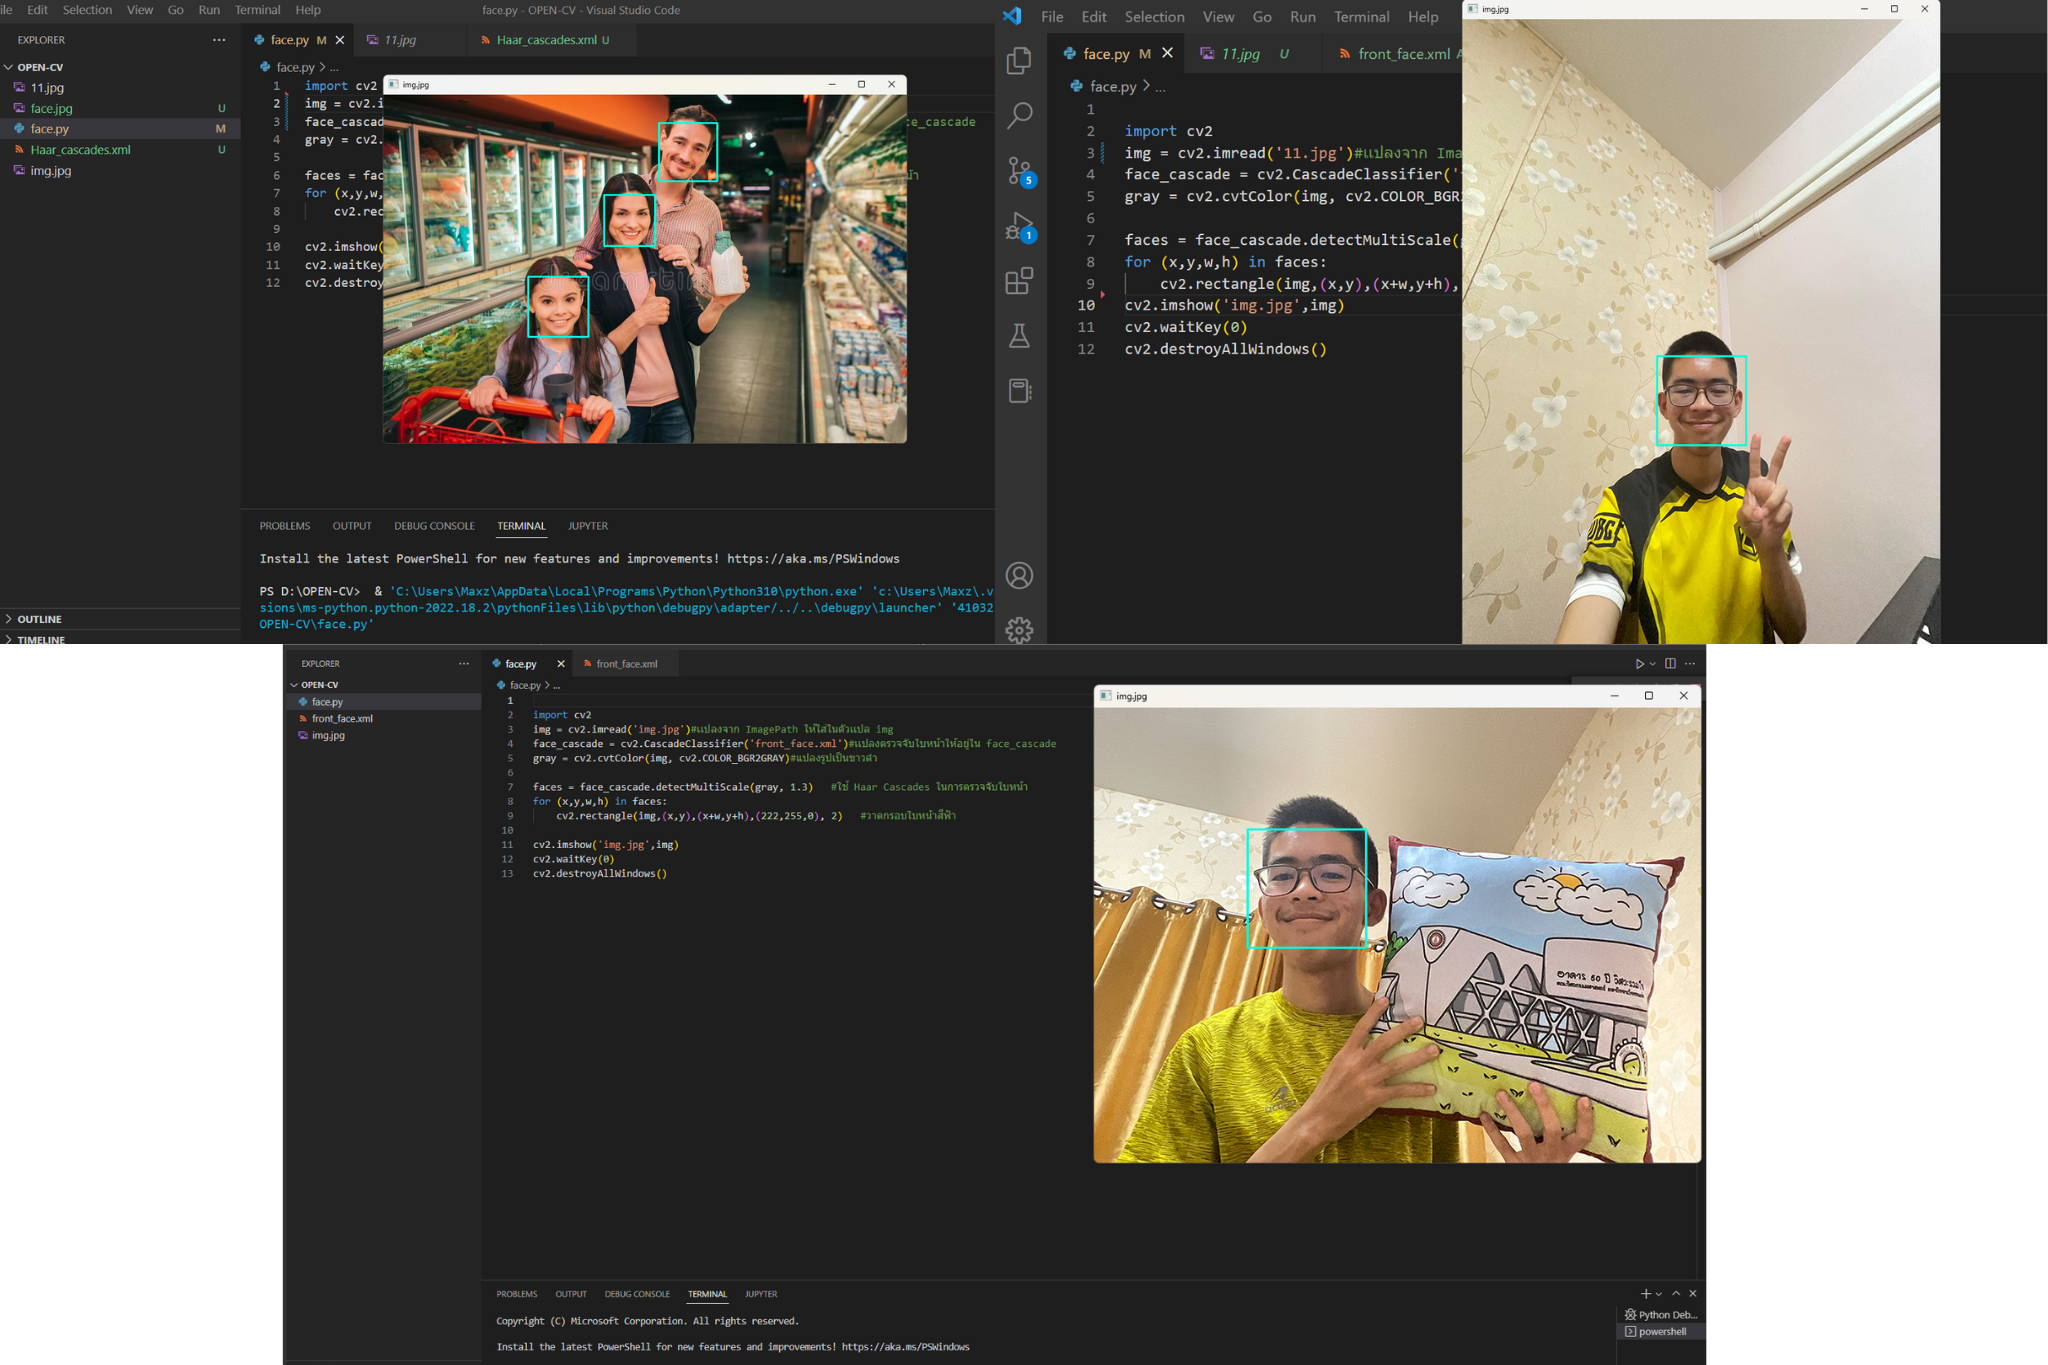 ile Edit Selection View Go Run Terminal Help face.py - OPEN-CV - Visual Studio Code
EXPLORER ...
OPEN-CV
11.jpg
face.jpg U
face.py M
Haar_cascades.xml U
img.jpg
OUTLINE
TIMELINE
face.py M 11.jpg Haar_cascades.xml U
face.py > ...
1 import cv2
2 img = cv2.i
3 face_cascad ce_cascade
4 gray = cv2.
5
6 faces = fac น้า
7 for (x,y,w,
8 cv2.rec
9
10 cv2.imshow(
11 cv2.waitKey
12 cv2.destroy
img.jpg
PROBLEMS OUTPUT DEBUG CONSOLE TERMINAL JUPYTER
Install the latest PowerShell for new features and improvements! https://aka.ms/PSWindows
PS D:\OPEN-CV> & 'C:\Users\Maxz\AppData\Local\Programs\Python\Python310\python.exe' 'c:\Users\Maxz\.v
sions\ms-python.python-2022.18.2\pythonFiles\lib\python\debugpy\adapter/../..\debugpy\launcher' '41032
OPEN-CV\face.py'
File Edit Selection View Go Run Terminal Help
5
1
face.py M 11.jpg U front_face.xml A
face.py > ...
1
2 import cv2
3 img = cv2.imread('11.jpg')#แปลงจาก Ima
4 face_cascade = cv2.CascadeClassifier('
5 gray = cv2.cvtColor(img, cv2.COLOR_BGR
6
7 faces = face_cascade.detectMultiScale(
8 for (x,y,w,h) in faces:
9 cv2.rectangle(img,(x,y),(x+w,y+h),
10 cv2.imshow('img.jpg',img)
11 cv2.waitKey(0)
12 cv2.destroyAllWindows()
img.jpg
EXPLORER ...
OPEN-CV
face.py
front_face.xml
img.jpg
face.py front_face.xml
face.py > ...
1
2 import cv2
3 img = cv2.imread('img.jpg')#แปลงจาก ImagePath ให้ใส่ในตัวแปล img
4 face_cascade = cv2.CascadeClassifier('front_face.xml')#แปลงตรวจจับใบหน้าให้อยู่ใน face_cascade
5 gray = cv2.cvtColor(img, cv2.COLOR_BGR2GRAY)#แปลงรูปเป็นขาวดำ
6
7 faces = face_cascade.detectMultiScale(gray, 1.3) #ใช้ Haar Cascades ในการตรวจจับใบหน้า
8 for (x,y,w,h) in faces:
9 cv2.rectangle(img,(x,y),(x+w,y+h),(222,255,0), 2) #วาดกรอบใบหน้าสีฟ้า
10
11 cv2.imshow('img.jpg',img)
12 cv2.waitKey(0)
13 cv2.destroyAllWindows()
img.jpg
อาคาร 50 ปี
PROBLEMS OUTPUT DEBUG CONSOLE TERMINAL JUPYTER
Copyright (C) Microsoft Corporation. All rights reserved.
Install the latest PowerShell for new features and improvements! https://aka.ms/PSWindows
Python Deb...
powershell